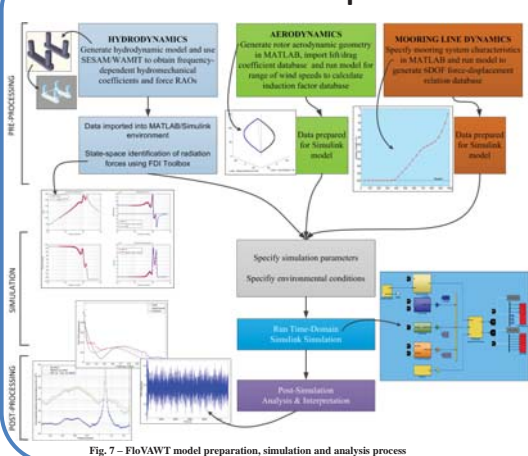 HYDRODYNAMICS
Generate hydrodynamic model and use
SESAM/WAMIT to obtain frequency-
dependent hydromechanical
coefficients and force RAOs
AERODYNAMICS
Generate rotor aerodynamic geometry
in MATLAB, import lift/drag
coefficient database and run model for
range of wind speeds to calculate
induction factor database
MOORING LINE DYNAMICS
Specify mooring system characteristics
in MATLAB and run model to
generate 6DOF force-displacement
relation database
PRE-PROCESSING
Data imported into MATLAB/Simulink
environment
State-space identification of radiation
forces using FDI Toolbox
Data prepared
for Simulink
model
Data prepared
for Simulink
model
SIMULATION
Specify simulation parameters
Specifiy environmental conditions
Run Time-Domain
Simulink Simulation
POST-PROCESSING
Post-Simulation
Analysis & Interpretation
Fig. 7 – FloVAWT model preparation, simulation and analysis process